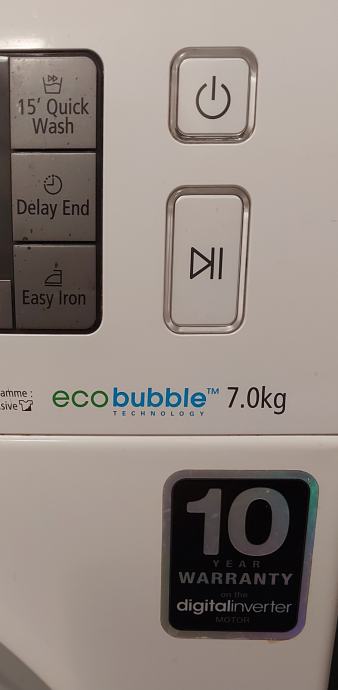 15' Quick
Wash
Delay End
Easy Iron
amme :
sive
ecobubble™ 7.0kg
TECHNOLOGY
10
YEAR
WARRANTY
on the
digitalinverter
MOTOR